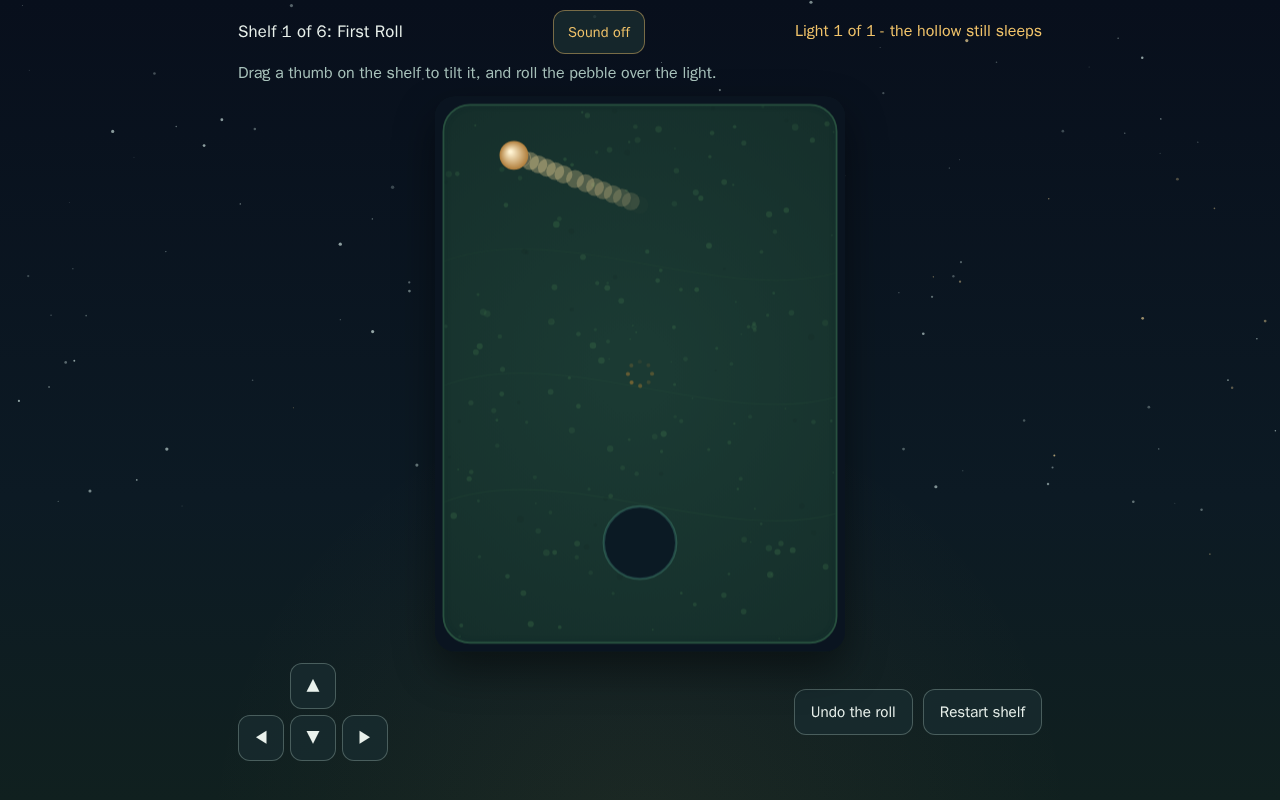 Shelf 1 of 6: First Roll
Sound off
Light 1 of 1 - the hollow still sleeps
Drag a thumb on the shelf to tilt it, and roll the pebble over the light.
Undo the roll
Restart shelf